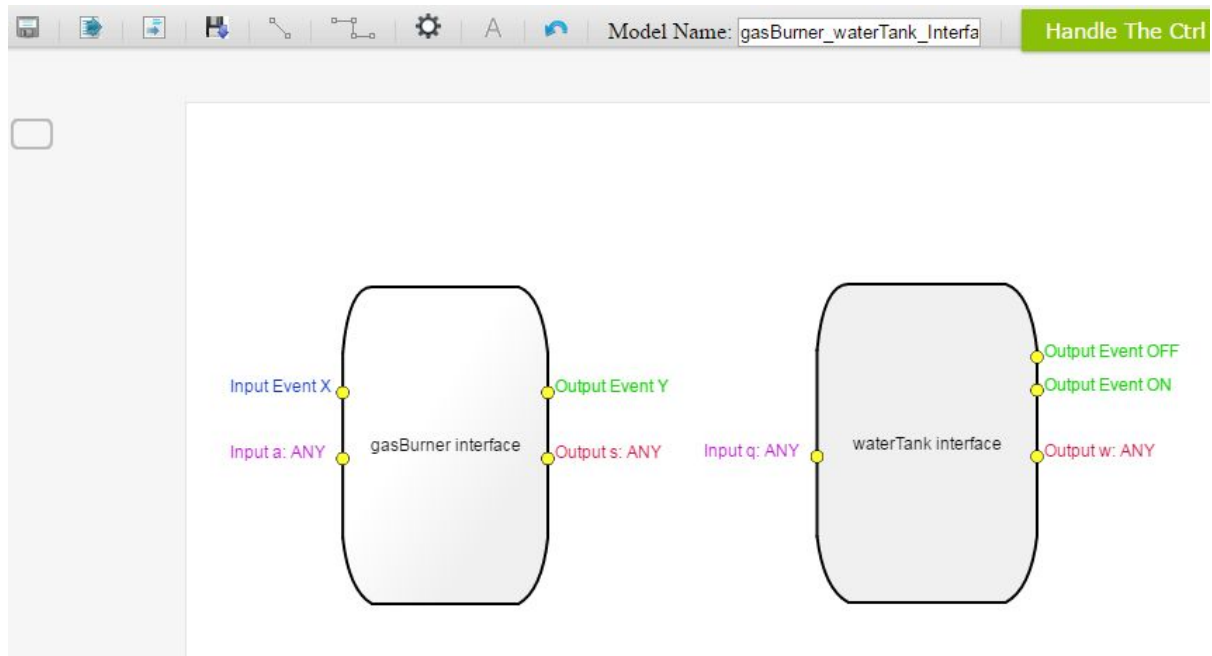 A Model Name: gasBurner_waterTank_Interfa Handle The Ctrl
Output Event OFF
Input Event X Output Event Y Output Event ON
Input a: ANY gasBurner interface Output s: ANY Input q: ANY waterTank interface Output w: ANY